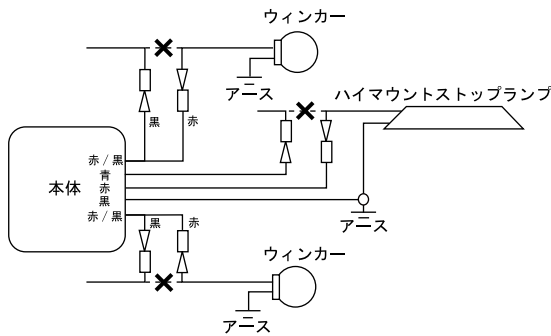 ウィンカー
アース
ハイマウントストップランプ
黒
赤
本体
赤/黒
青
赤
黒
赤/黒
アース
黒
赤
ウィンカー
アース